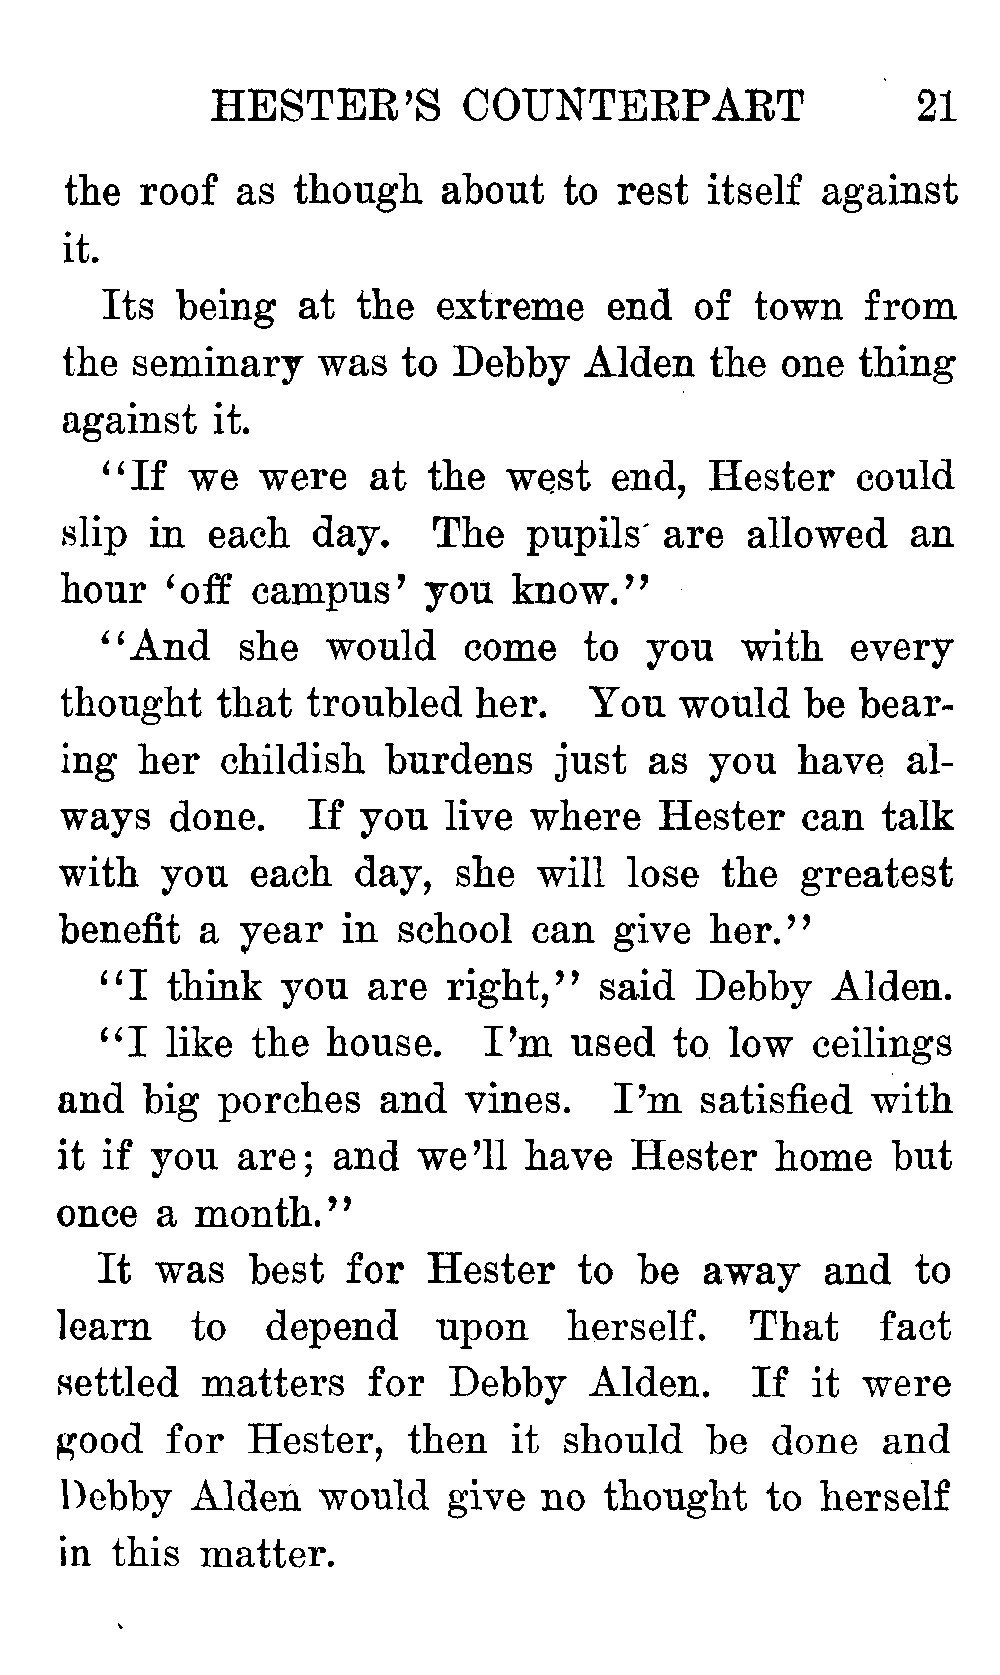 HESTER'S COUNTERPART 21
the roof as though about to rest itself against
it.
Its being at the extreme end of town from
the seminary was to Debby Alden the one thing
against it.
"If we were at the west end, Hester could
slip in each day. The pupils are allowed an
hour 'off campus' you know."
"And she would come to you with every
thought that troubled her. You would be bear-
ing her childish burdens just as you have al-
ways done. If you live where Hester can talk
with you each day, she will lose the greatest
benefit a year in school can give her."
"I think you are right," said Debby Alden.
"I like the house. I'm used to low ceilings
and big porches and vines. I'm satisfied with
it if you are; and we'll have Hester home but
once a month."
It was best for Hester to be away and to
learn to depend upon herself. That fact
settled matters for Debby Alden. If it were
good for Hester, then it should be done and
Debby Alden would give no thought to herself
in this matter.